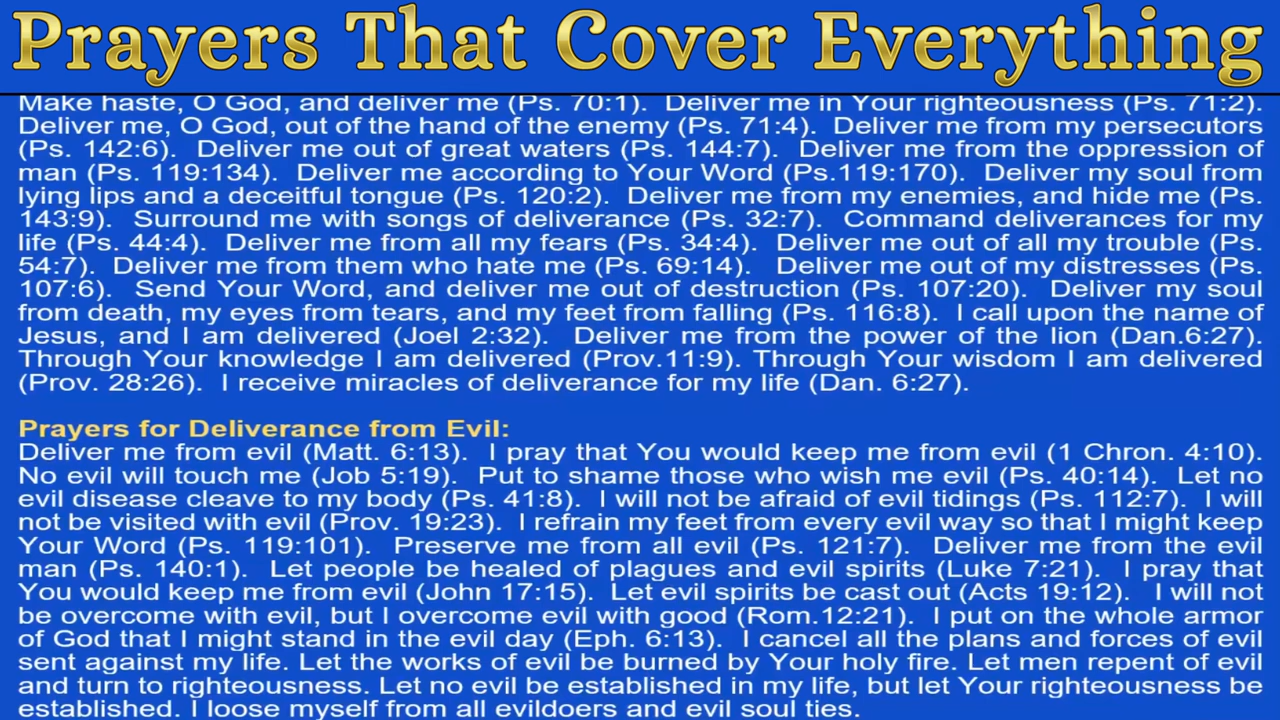 Prayers That Cover Everything
Make haste, O God, and deliver me (Ps. 70:1).  Deliver me in Your righteousness (Ps. 71:2).
Deliver me, O God, out of the hand of the enemy (Ps. 71:4).  Deliver me from my persecutors
(Ps. 142:6).  Deliver me out of great waters (Ps. 144:7).  Deliver me from the oppression of
man (Ps. 119:134).  Deliver me according to Your Word (Ps.119:170).  Deliver my soul from
lying lips and a deceitful tongue (Ps. 120:2).  Deliver me from my enemies, and hide me (Ps.
143:9).  Surround me with songs of deliverance (Ps. 32:7).  Command deliverances for my
life (Ps. 44:4).  Deliver me from all my fears (Ps. 34:4).  Deliver me out of all my trouble (Ps.
54:7).  Deliver me from them who hate me (Ps. 69:14).  Deliver me out of my distresses (Ps.
107:6).  Send Your Word, and deliver me out of destruction (Ps. 107:20).  Deliver my soul
from death, my eyes from tears, and my feet from falling (Ps. 116:8).  I call upon the name of
Jesus, and I am delivered (Joel 2:32).  Deliver me from the power of the lion (Dan.6:27).
Through Your knowledge I am delivered (Prov.11:9). Through Your wisdom I am delivered
(Prov. 28:26).  I receive miracles of deliverance for my life (Dan. 6:27).
Prayers for Deliverance from Evil:
Deliver me from evil (Matt. 6:13).  I pray that You would keep me from evil (1 Chron. 4:10).
No evil will touch me (Job 5:19).  Put to shame those who wish me evil (Ps. 40:14).  Let no
evil disease cleave to my body (Ps. 41:8).  I will not be afraid of evil tidings (Ps. 112:7).  I will
not be visited with evil (Prov. 19:23).  I refrain my feet from every evil way so that I might keep
Your Word (Ps. 119:101).  Preserve me from all evil (Ps. 121:7).  Deliver me from the evil
man (Ps. 140:1).  Let people be healed of plagues and evil spirits (Luke 7:21).  I pray that
You would keep me from evil (John 17:15).  Let evil spirits be cast out (Acts 19:12).  I will not
be overcome with evil, but I overcome evil with good (Rom.12:21).  I put on the whole armor
of God that I might stand in the evil day (Eph. 6:13).  I cancel all the plans and forces of evil
sent against my life. Let the works of evil be burned by Your holy fire. Let men repent of evil
and turn to righteousness. Let no evil be established in my life, but let Your righteousness be
established. I loose myself from all evildoers and evil soul ties.